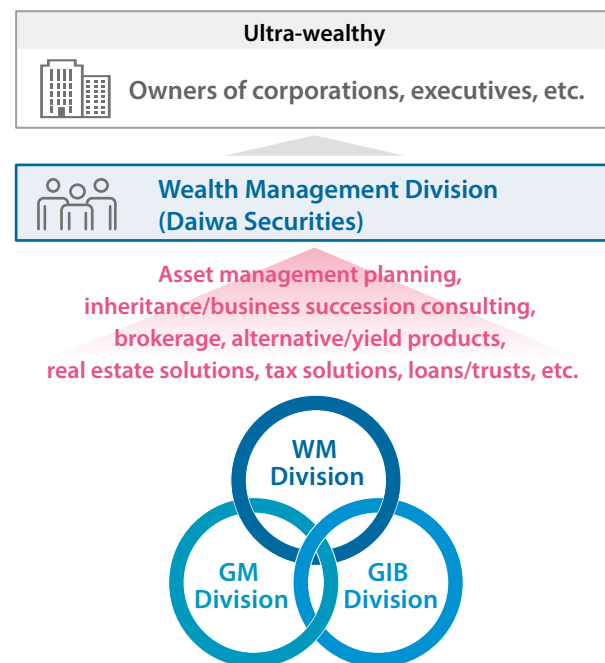 Ultra-wealthy
Owners of corporations, executives, etc.
Wealth Management Division
(Daiwa Securities)
Asset management planning,
inheritance/business succession consulting,
brokerage, alternative/yield products,
real estate solutions, tax solutions, loans/trusts, etc.
WM
Division
GM
Division
GIB
Division